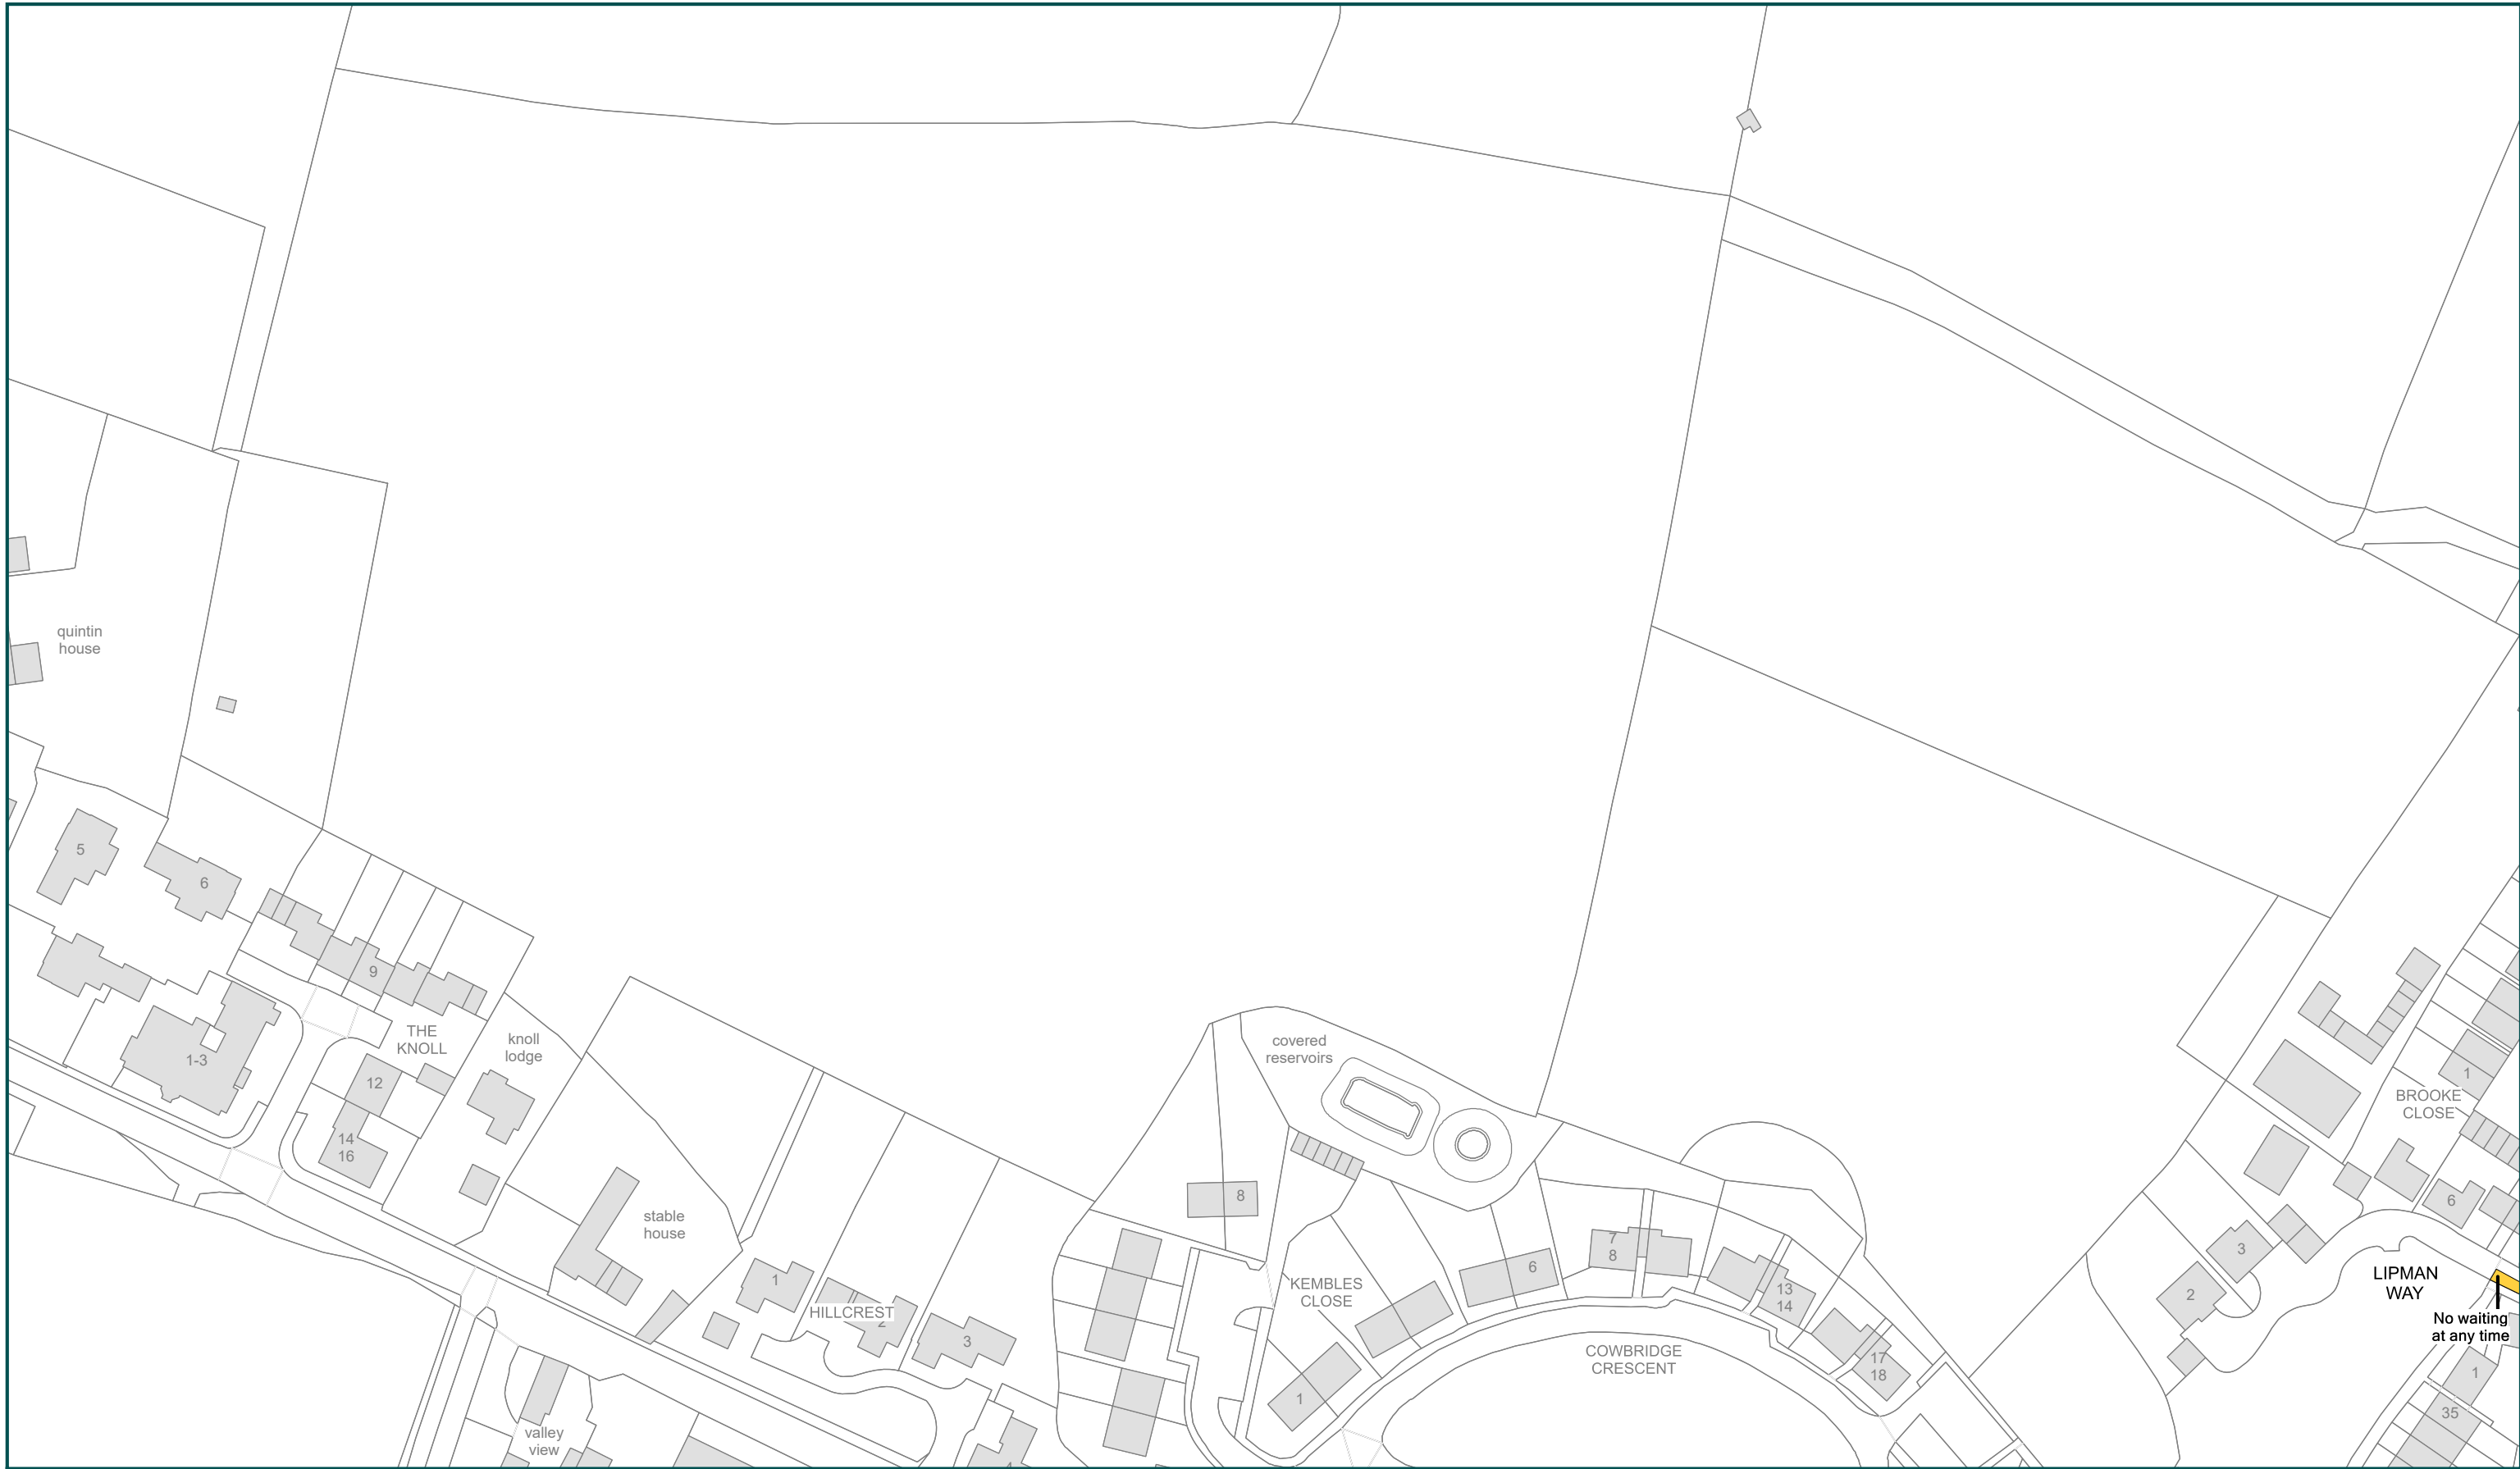 quintin
house
5
6
9
THE
KNOLL
knoll
lodge
1-3
12
14
16
stable
house
1
HILLCREST
2
3
valley
view
4
covered
reservoirs
8
KEMBLES
CLOSE
1
6
7
8
13
14
17
18
COWBRIDGE
CRESCENT
BROOKE
CLOSE
1
6
3
2
LIPMAN
WAY
No waiting
at any time
1
35